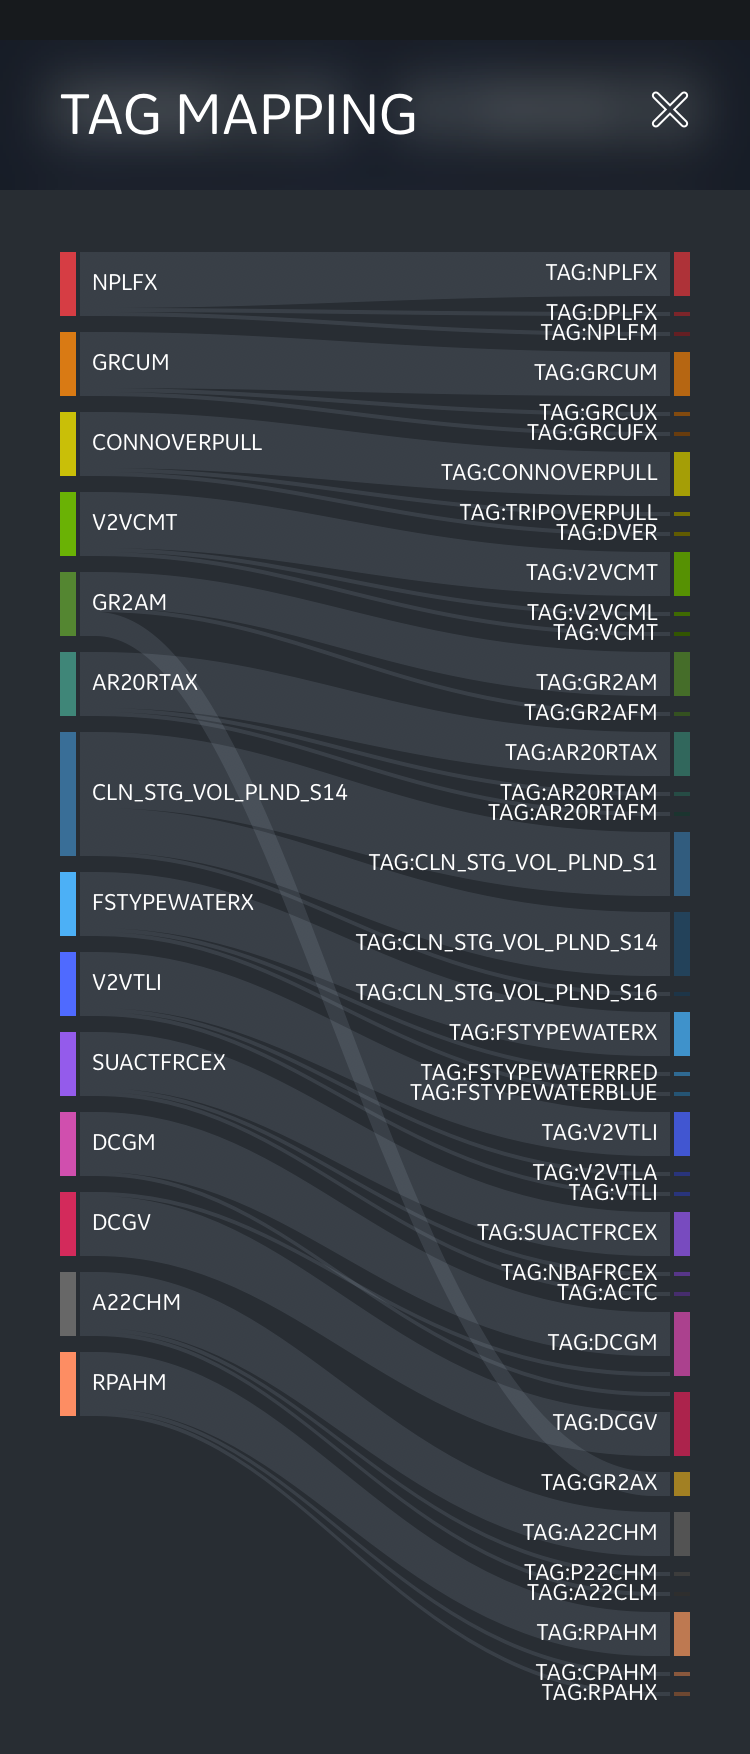 TAG MAPPING
NPLFX
GRCUM
CONNOVERPULL
V2VCMT
GR2AM
AR20RTAX
CLN_STG_VOL_PLND_S14
FSTYPEWATERX
V2VTLI
SUACTFRCEX
DCGM
DCGV
A22CHM
RPAHM
TAG:NPLFX
TAG:DPLFX
TAG:NPLFM
TAG:GRCUM
TAG:GRCUX
TAG:GRCUFX
TAG:CONNOVERPULL
TAG:TRIPOVERPULL
TAG:DVER
TAG:V2VCMT
TAG:V2VCML
TAG:VCMT
TAG:GR2AM
TAG:GR2AFM
TAG:AR20RTAX
TAG:AR20RTAM
TAG:AR20RTAFM
TAG:CLN_STG_VOL_PLND_S1
TAG:CLN_STG_VOL_PLND_S14
TAG:CLN_STG_VOL_PLND_S16
TAG:FSTYPEWATERX
TAG:FSTYPEWATERRED
TAG:FSTYPEWATERBLUE
TAG:V2VTLI
TAG:V2VTLA
TAG:VTLI
TAG:SUACTFRCEX
TAG:NBAFRCEX
TAG:ACTC
TAG:DCGM
TAG:DCGV
TAG:GR2AX
TAG:A22CHM
TAG:P22CHM
TAG:A22CLM
TAG:RPAHM
TAG:CPAHM
TAG:RPAHX